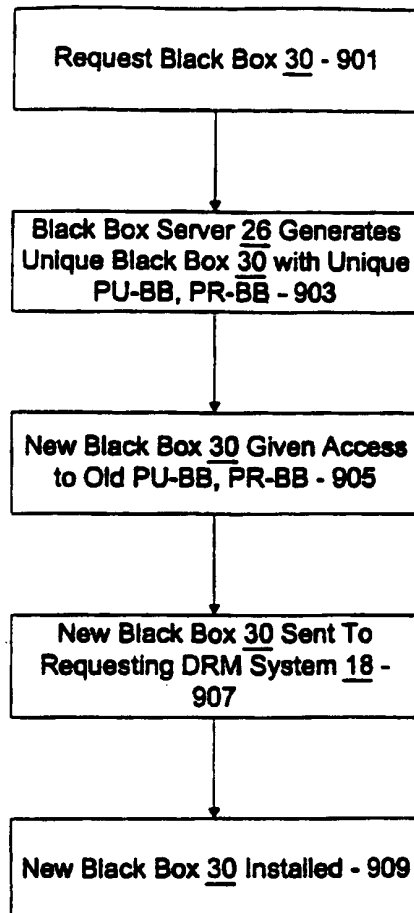 Request Black Box 30 - 901
Black Box Server 26 Generates
Unique Black Box 30 with Unique
PU-BB, PR-BB - 903
New Black Box 30 Given Access
to Old PU-BB, PR-BB - 905
New Black Box 30 Sent To
Requesting DRM System 18 -
907
New Black Box 30 Installed - 909